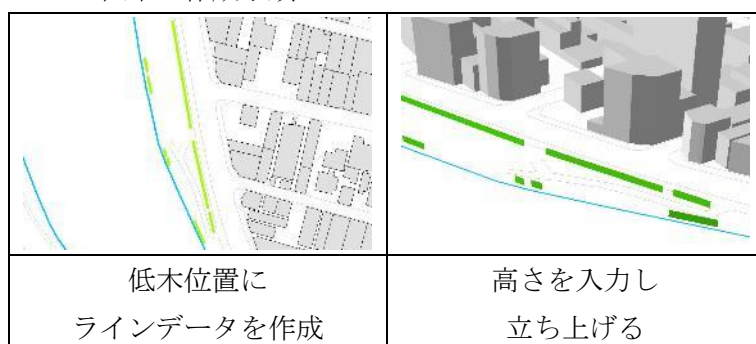 低木位置に
ラインデータを作成
高さを入力し
立ち上げる